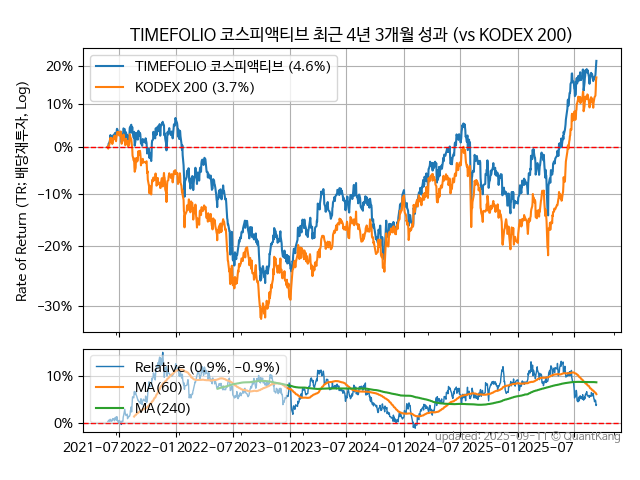 TIMEFOLIO 코스피액티브 최근 4년 3개월 성과 (vs KODEX 200)
Rate of Return (TR: 배당재투자, Log)
20%
10%
0%
−10%
−20%
−30%
TIMEFOLIO 코스피액티브 (4.6%)
KODEX 200 (3.7%)
10%
0%
Relative (0.9%, −0.9%)
MA(60)
MA(240)
2021-07 2022-01 2022-07 2023-01 2023-07 2024-01 2024-07 2025-01 2025-07
updated: 2025-09-11 © QuantKang